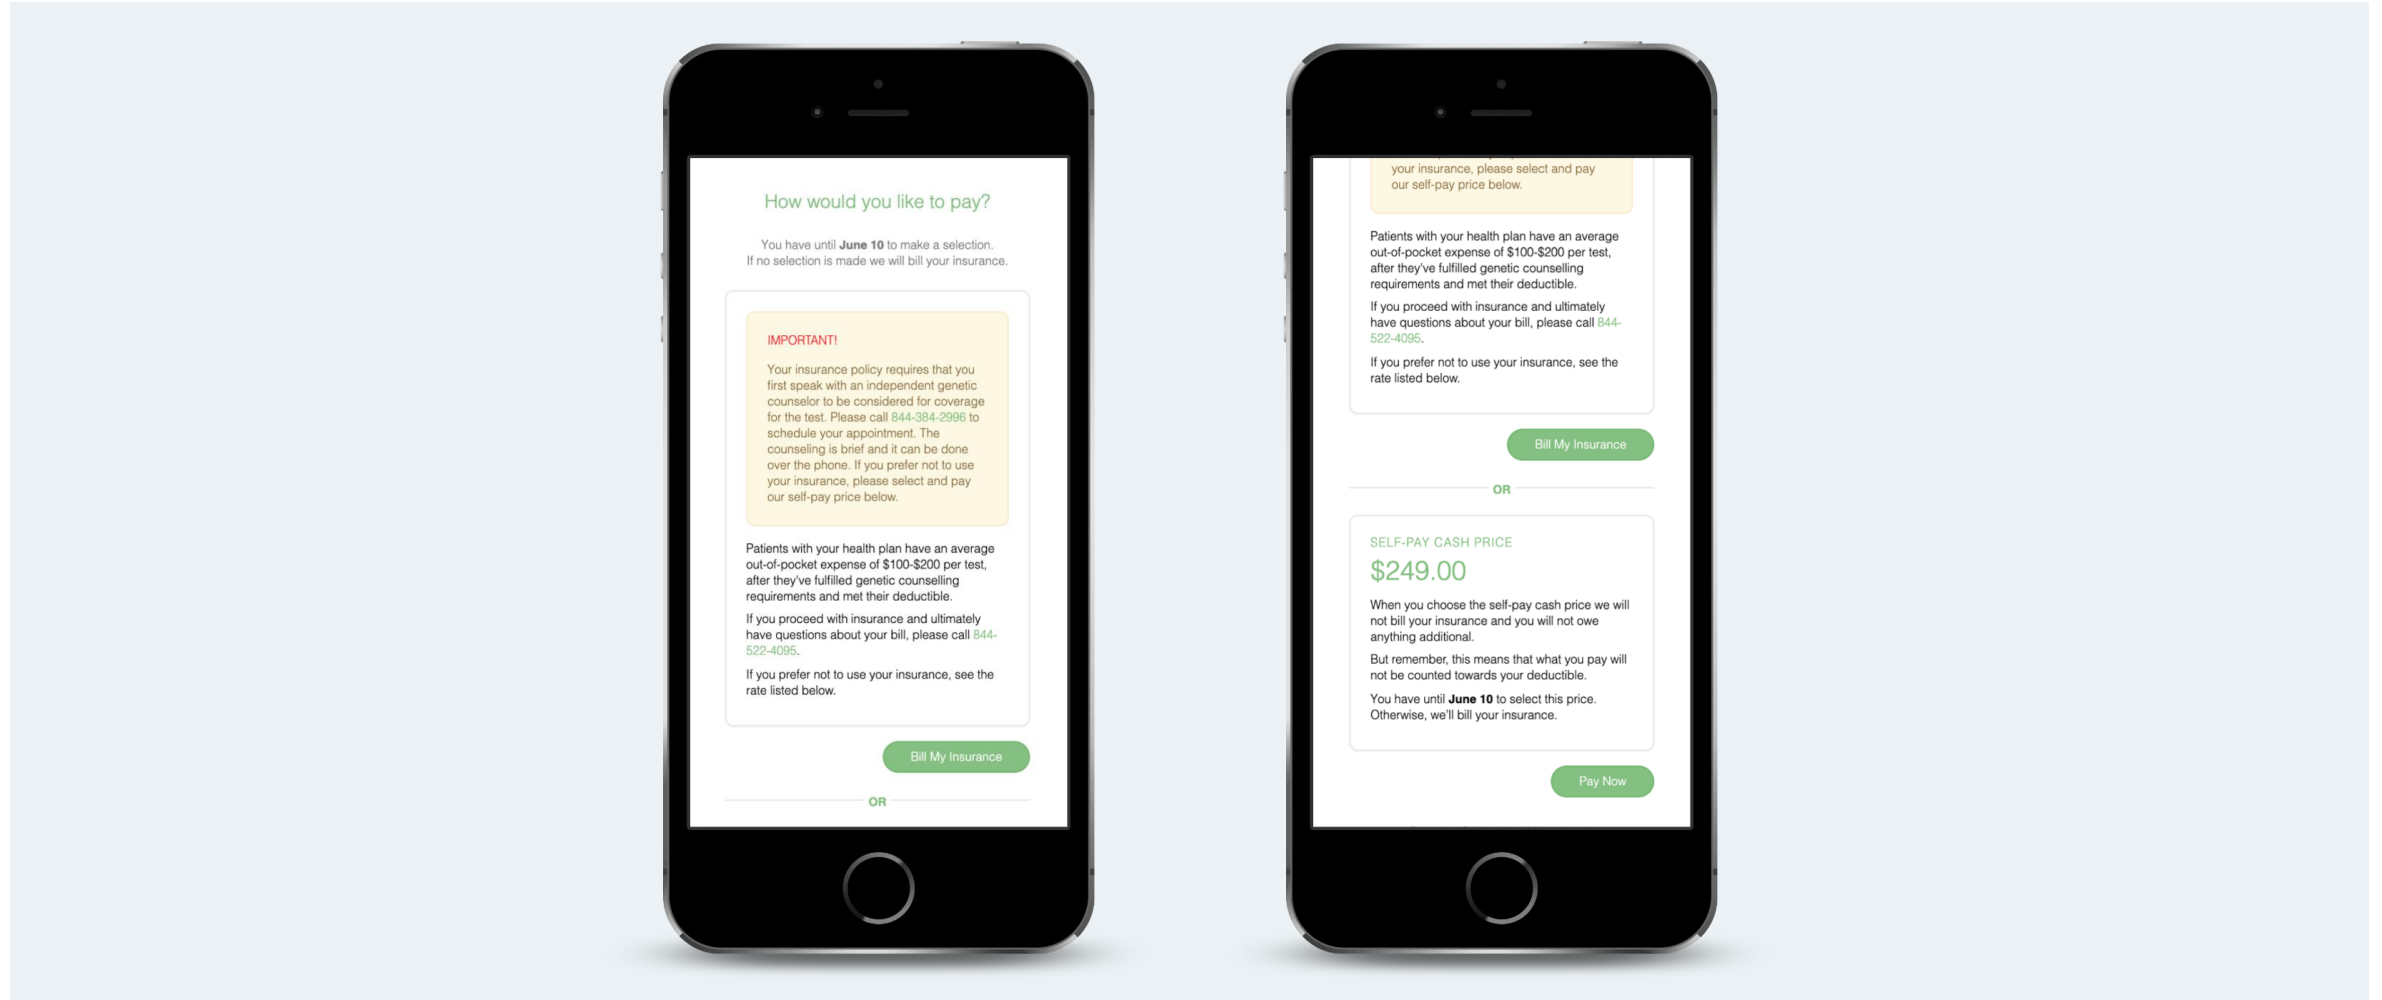 How would you like to pay?
You have until June 10 to make a selection.
If no selection is made we will bill your insurance.
IMPORTANT!
Your insurance policy requires that you
first speak with an independent genetic
counselor to be considered for coverage
for the test. Please call 844-384-2996 to
schedule your appointment. The
counseling is brief and it can be done
over the phone. If you prefer not to use
your insurance, please select and pay
our self-pay price below.
Patients with your health plan have an average
out-of-pocket expense of $100-$200 per test,
after they've fulfilled genetic counselling
requirements and met their deductible.
If you proceed with insurance and ultimately
have questions about your bill, please call 844-
522-4095.
If you prefer not to use your insurance, see the
rate listed below.
Bill My Insurance
OR
your insurance, please select and pay
our self-pay price below.
Patients with your health plan have an average
out-of-pocket expense of $100-$200 per test,
after they've fulfilled genetic counselling
requirements and met their deductible.
If you proceed with insurance and ultimately
have questions about your bill, please call 844-
522-4095.
If you prefer not to use your insurance, see the
rate listed below.
Bill My Insurance
OR
SELF-PAY CASH PRICE
$249.00
When you choose the self-pay cash price we will
not bill your insurance and you will not owe
anything additional.
But remember, this means that what you pay will
not be counted towards your deductible.
You have until June 10 to select this price.
Otherwise, we'll bill your insurance.
Pay Now